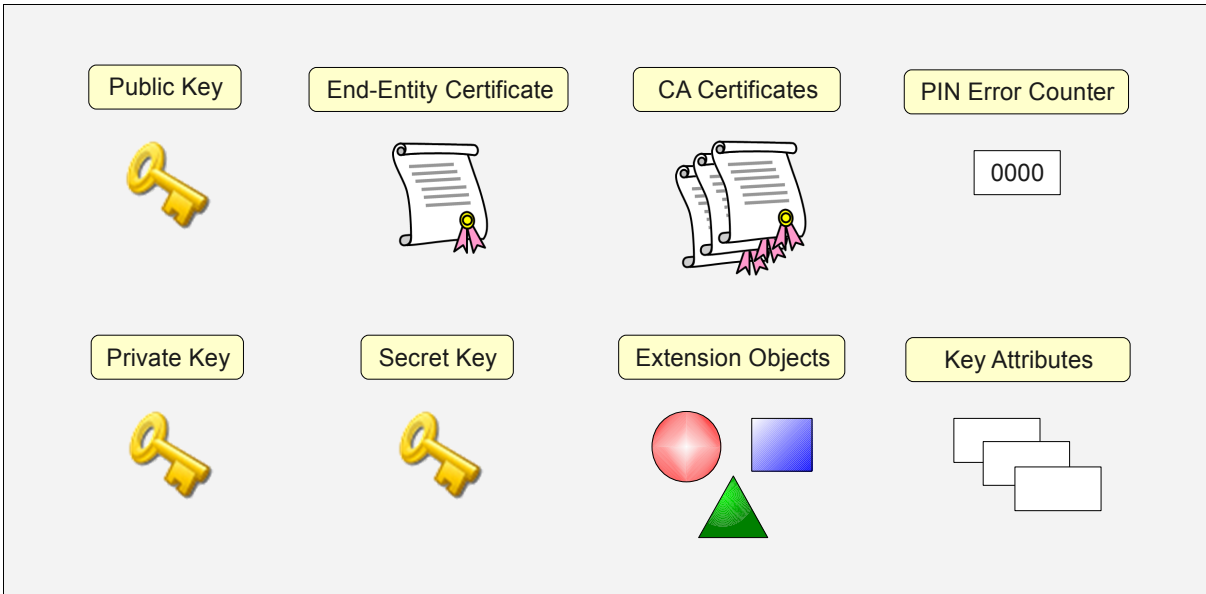 Public Key
End-Entity Certificate
CA Certificates
PIN Error Counter
0000
Private Key
Secret Key
Extension Objects
Key Attributes